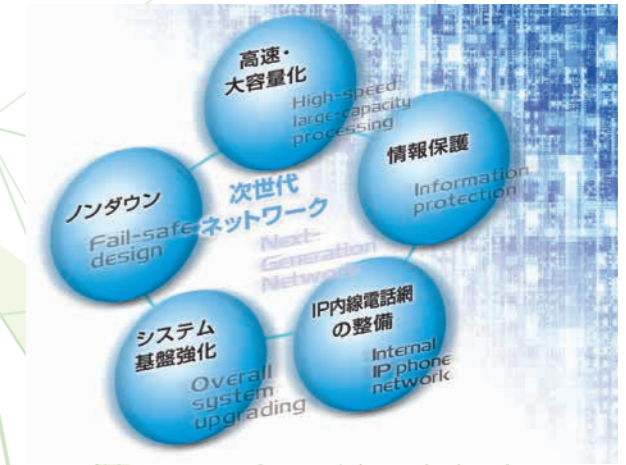 高速・
大容量化
High-speed
large-capacity
processing
情報保護
Information
protection
ノンダウン
Fail-safe
design
次世代
ネットワーク
Next-
Generation
Network
システム
基盤強化
Overall
system
upgrading
IP内線電話網
の整備
Internal
IP phone
network